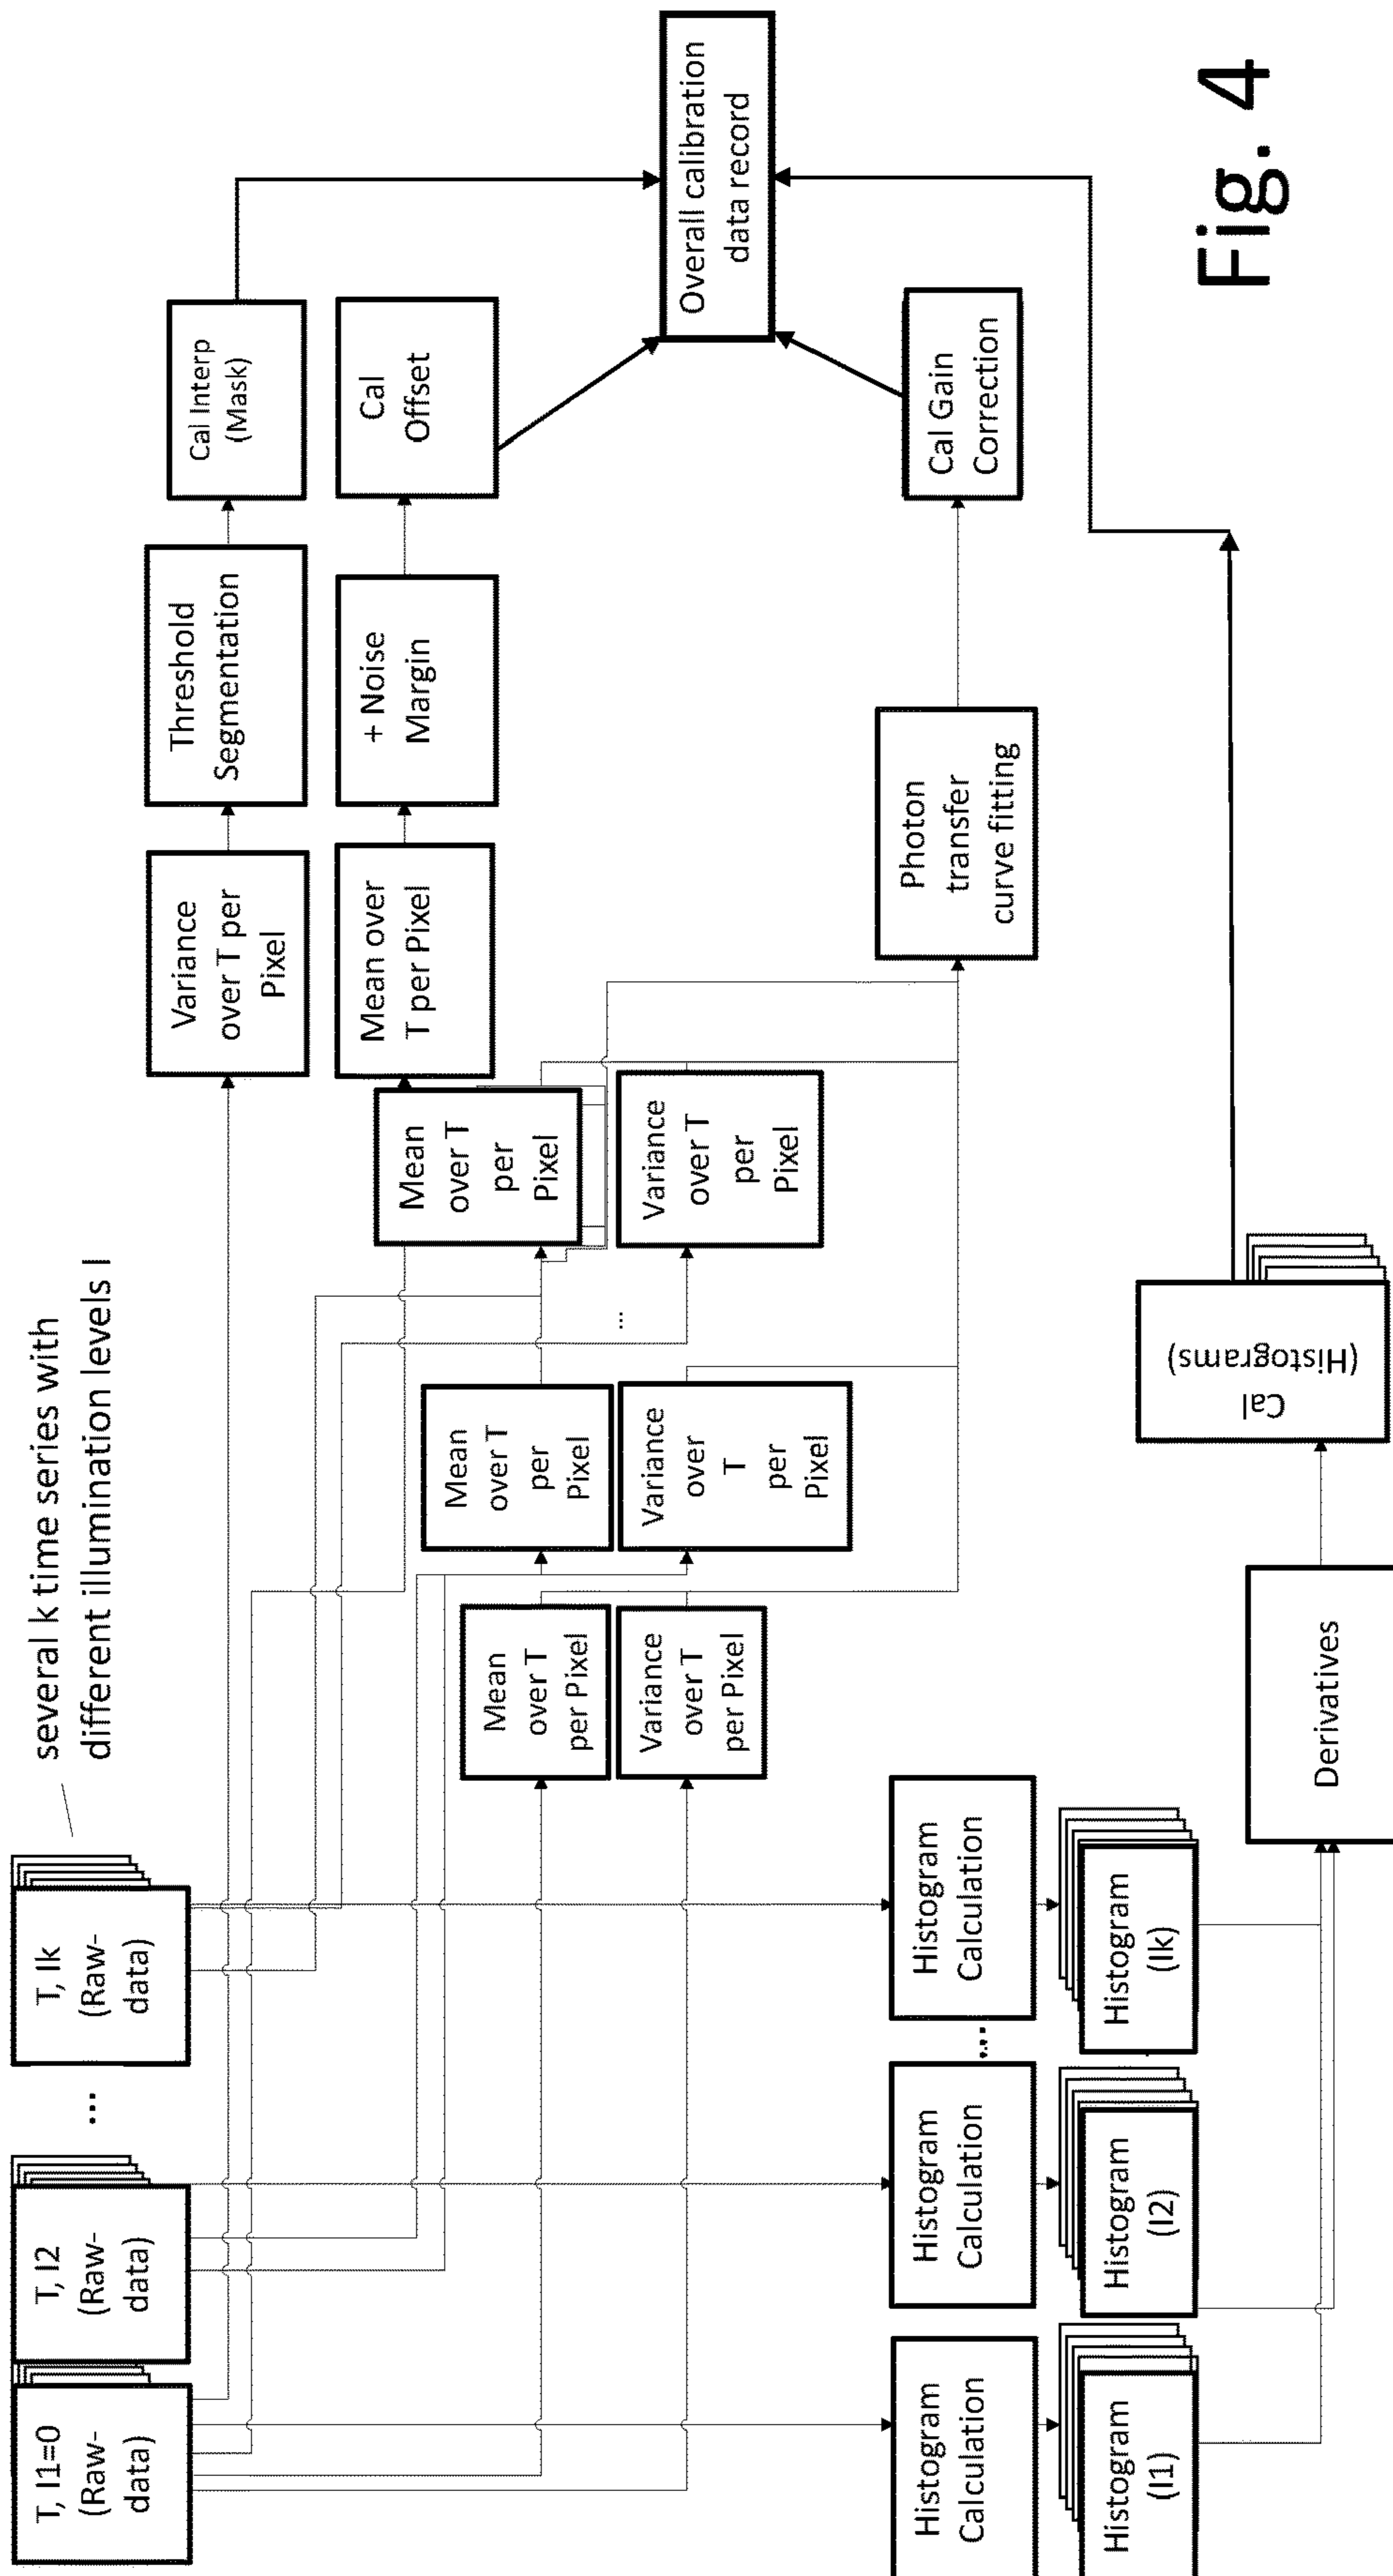 several k time series with
different illumination levels I
T, I1=0
(Raw-
data)
T, I2
(Raw-
data)
...
T, Ik
(Raw-
data)
Variance
over T per
Pixel
Threshold
Segmentation
Cal Interp
(Mask)
Mean over
T per Pixel
+ Noise
Margin
Cal
Offset
Mean
over T
per Pixel
Mean
over T
per
Pixel
Mean
over T
per
Pixel
Variance
over T
per Pixel
Variance
over
T
per
Pixel
...
Variance
over T
per
Pixel
Overall calibration
data record
Photon
transfer
curve fitting
Cal Gain
Correction
Histogram
Calculation
Histogram
Calculation
...
Histogram
Calculation
Histogram
(I1)
Histogram
(I2)
Histogram
(Ik)
Derivatives
Cal
(Histograms)
Fig. 4